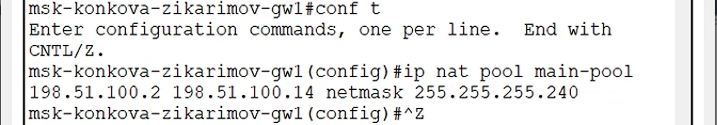 msk-konkova-zikarimov-gw1#conf t
Enter configuration commands, one per line.  End with
CNTL/Z.
msk-konkova-zikarimov-gw1(config)#ip nat pool main-pool
198.51.100.2 198.51.100.14 netmask 255.255.255.240
msk-konkova-zikarimov-gw1(config)#^Z